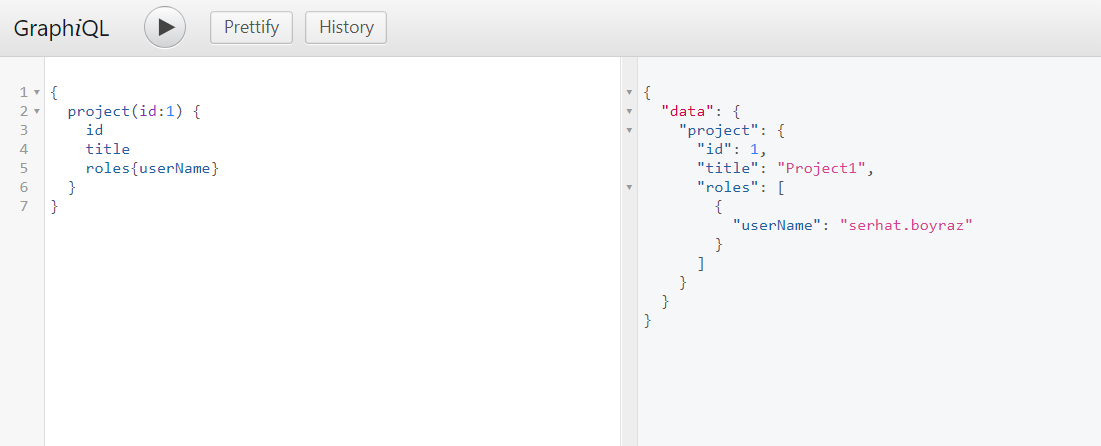 GraphiQL Prettify History
1 {
2 project(id:1) {
3 id
4 title
5 roles{userName}
6 }
7 }
{
"data": {
"project": {
"id": 1,
"title": "Project1",
"roles": [
{
"userName": "serhat.boyraz"
}
]
}
}
}